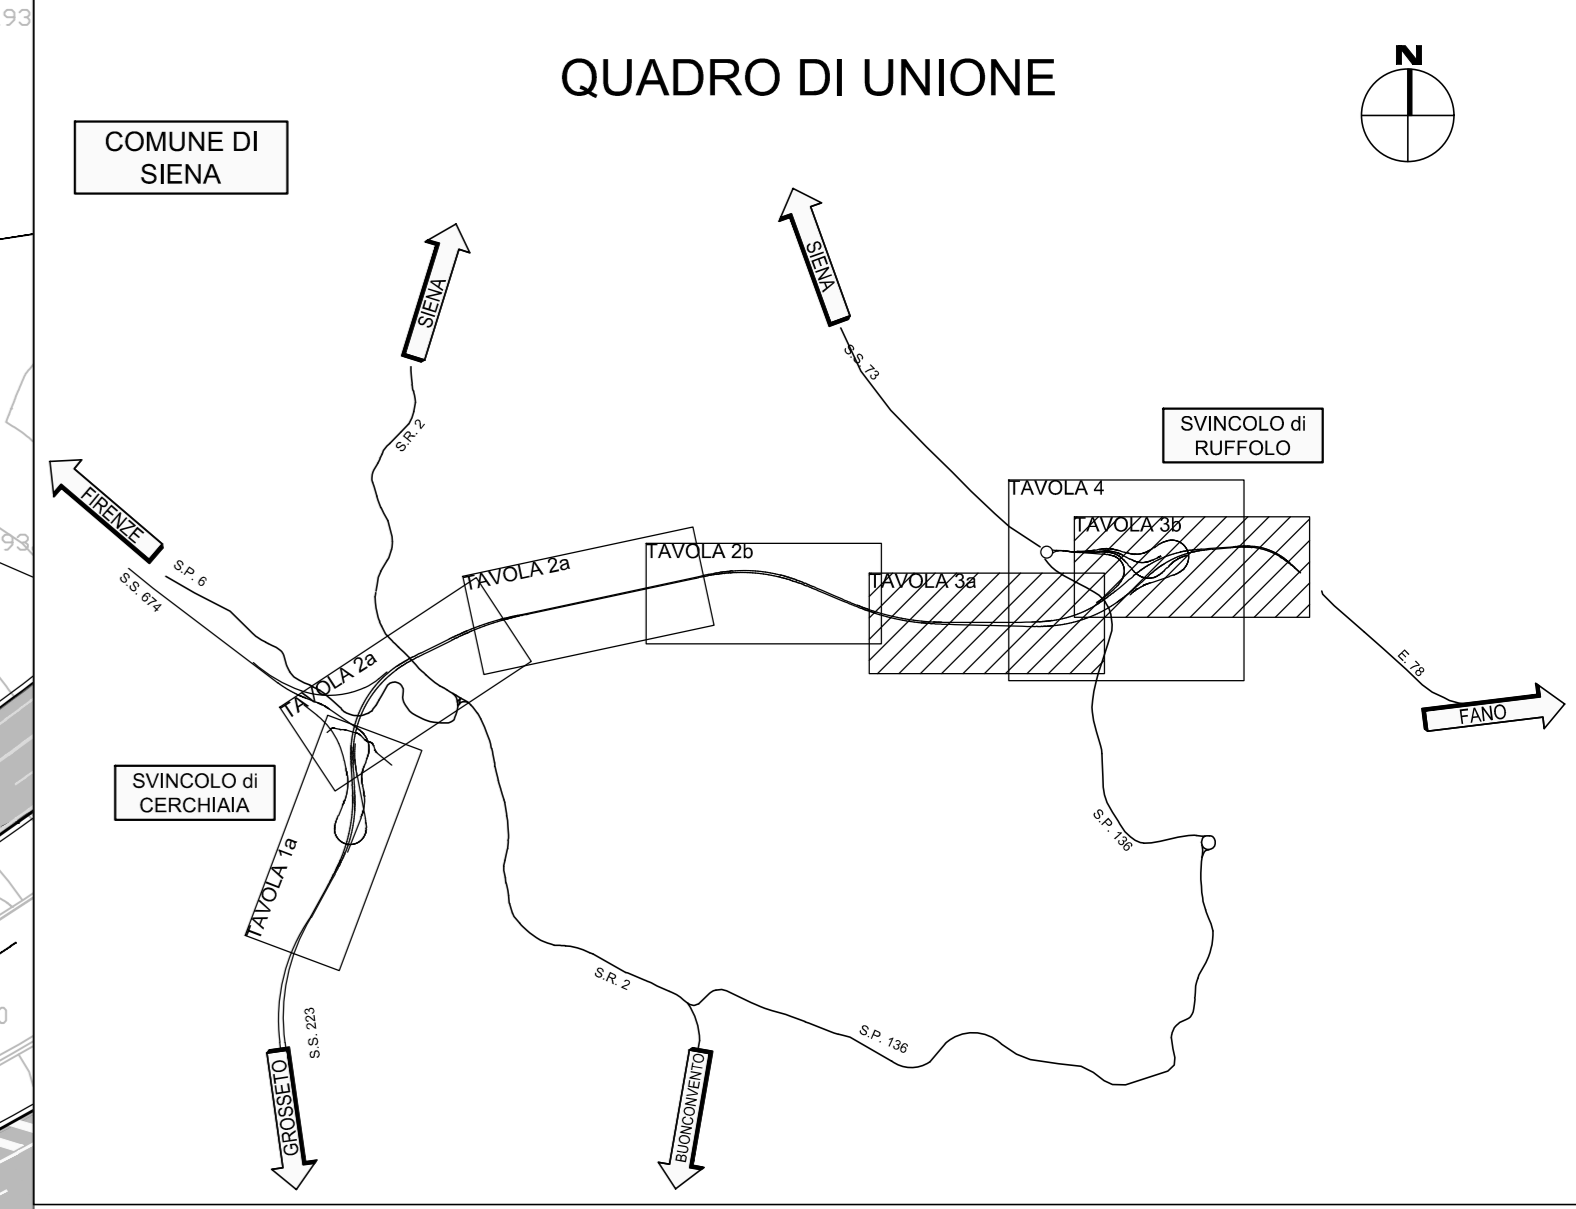 93
QUADRO DI UNIONE
N
COMUNE DI
SIENA
SIENA
SIENA
S.S. 73
S.R. 2
SVINCOLO di
RUFFOLO
FIRENZE
TAVOLA 4
TAVOLA 3b
93
S.P. 6
S.S. 674
TAVOLA 2a
TAVOLA 2b
TAVOLA 3a
TAVOLA 2a
E. 78
FANO
SVINCOLO di
CERCHIAIA
S.P. 136
TAVOLA 1a
S.R. 2
S.S. 223
S.P. 136
GROSSETO
BUONCONVENTO